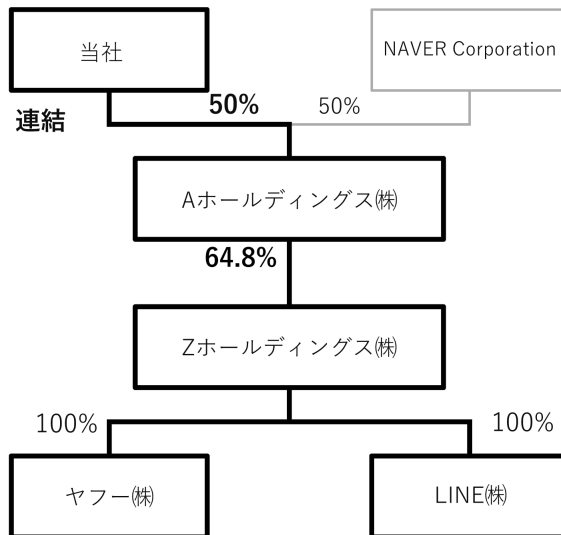 当社
NAVER Corporation
50%
50%
連結
Aホールディングス㈱
64.8%
Zホールディングス㈱
100%
100%
ヤフー㈱
LINE㈱